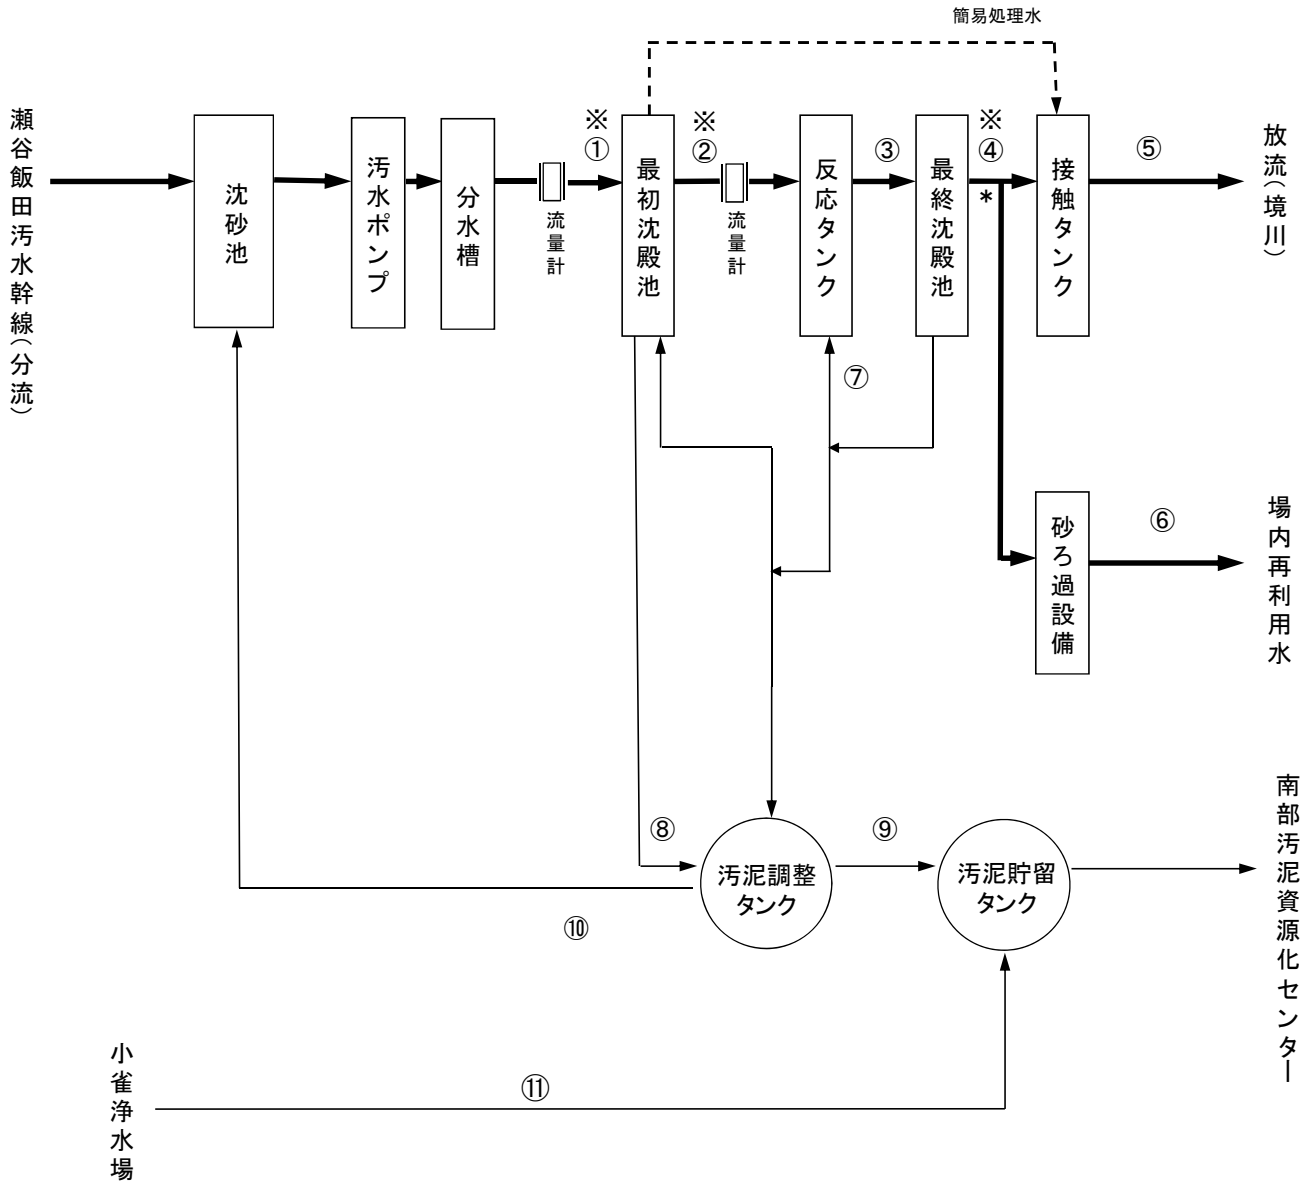 簡易処理水
瀬谷飯田汚水幹線(分流)
沈砂池
汚水ポンプ
分水槽
流量計
※
①
最初沈殿池
※
②
流量計
反応タンク
③
最終沈殿池
※
④
*
接触タンク
⑤
放流(境川)
⑦
砂ろ過設備
⑥
場内再利用水
⑧
汚泥調整
タンク
⑨
汚泥貯留
タンク
南部汚泥資源化センター
⑩
小雀浄水場
⑪